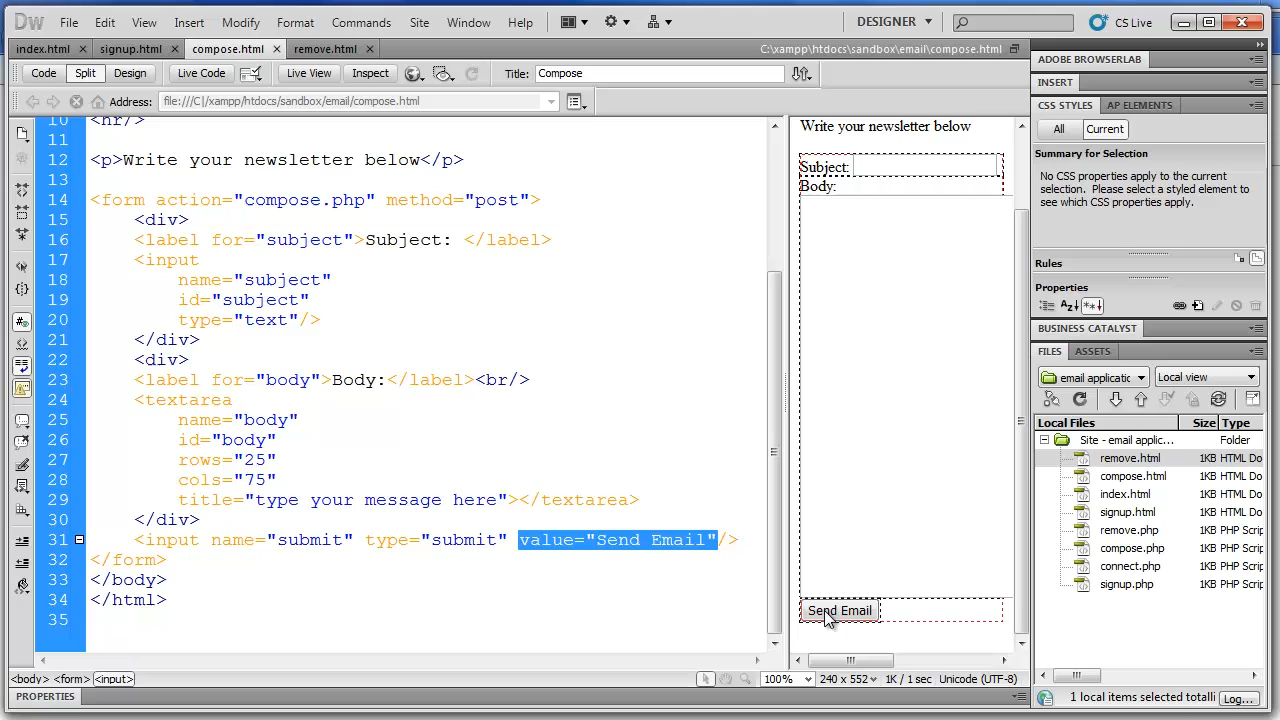 Dw File Edit View Insert Modify Format Commands Site Window Help DESIGNER CS Live
index.html signup.html compose.html remove.html C:\xampp\htdocs\sandbox\email\compose.html
Code Split Design Live Code Live View Inspect Title: Compose
Address: file:///C|/xampp/htdocs/sandbox/email/compose.html
10 <hr/>
11
12 <p>Write your newsletter below</p>
13
14 <form action="compose.php" method="post">
15 <div>
16 <label for="subject">Subject: </label>
17 <input
18 name="subject"
19 id="subject"
20 type="text"/>
21 </div>
22 <div>
23 <label for="body">Body:</label><br/>
24 <textarea
25 name="body"
26 id="body"
27 rows="25"
28 cols="75"
29 title="type your message here"></textarea>
30 </div>
31 <input name="submit" type="submit" value="Send Email"/>
32 </form>
33 </body>
34 </html>
35
Write your newsletter below
Subject:
Body:
Send Email
<body> <form> <input> 100% 240 x 552 1K / 1 sec Unicode (UTF-8)
PROPERTIES
ADOBE BROWSERLAB
INSERT
CSS STYLES AP ELEMENTS
All Current
Summary for Selection
No CSS properties apply to the current
selection. Please select a styled element
to see which CSS properties apply.
Rules
Properties
BUSINESS CATALYST
FILES ASSETS
email applicatic Local view
Local Files Size Type
Site - email applic... Folder
remove.html 1KB HTML Do
compose.html 1KB HTML Do
index.html 1KB HTML Do
signup.html 1KB HTML Do
remove.php 1KB PHP Scrip
compose.php 1KB PHP Scrip
connect.php 1KB PHP Scrip
signup.php 1KB PHP Scrip
1 local items selected totalli Log...